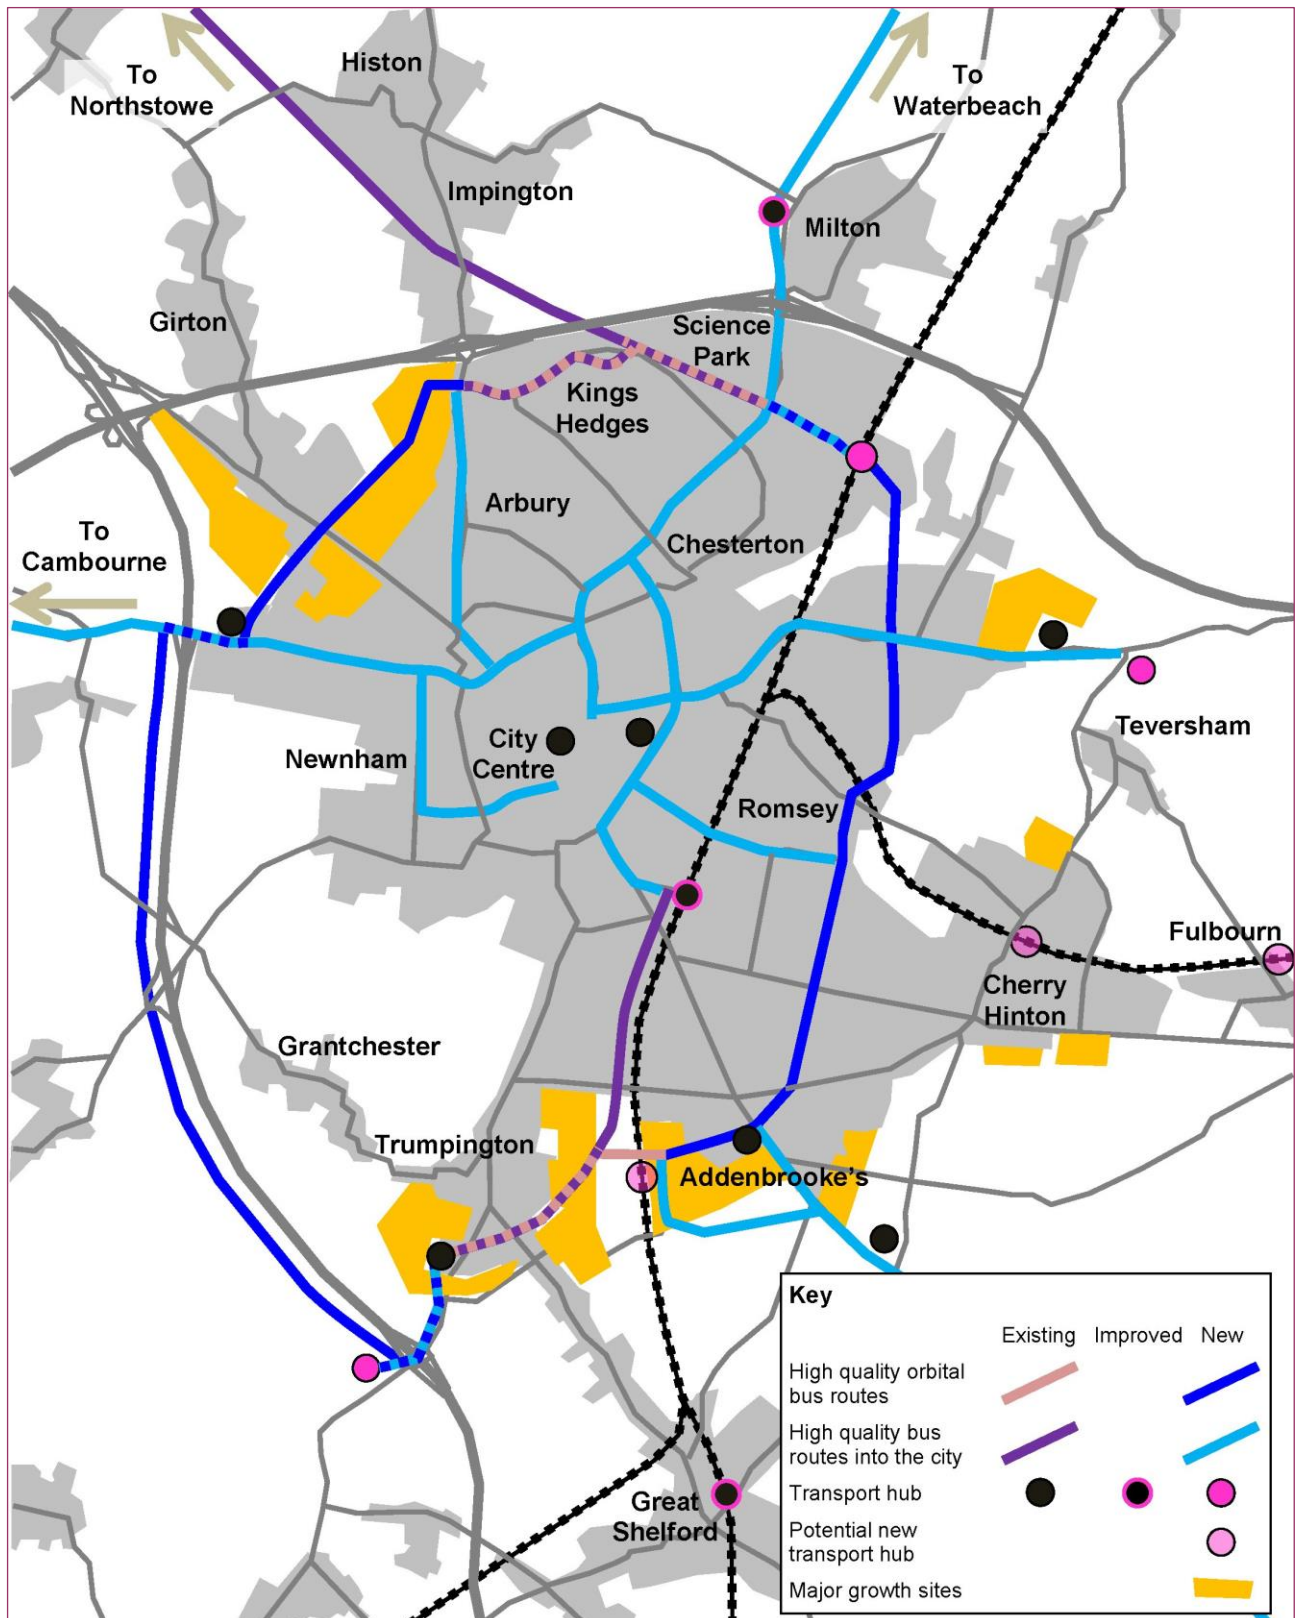 Histon
To
Northstowe
To
Waterbeach
Impington
Milton
Girton
Science
Park
Kings
Hedges
Arbury
To
Cambourne
Chesterton
Newnham
City
Centre
Teversham
Romsey
Fulbourn
Cherry
Hinton
Grantchester
Trumpington
Addenbrooke's
Great
Shelford
Key
Existing Improved New
High quality orbital
bus routes
High quality bus
routes into the city
Transport hub
Potential new
transport hub
Major growth sites